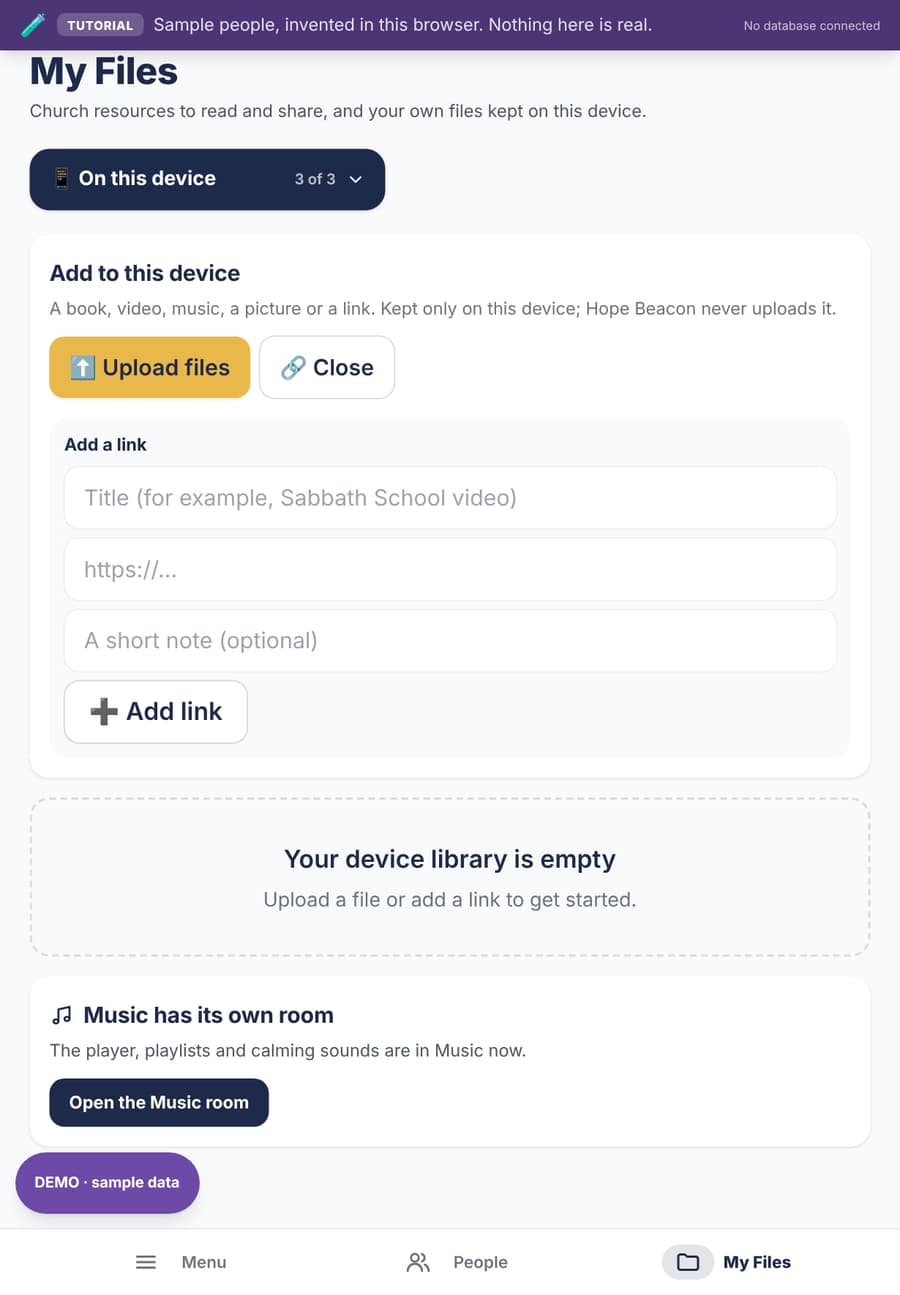 TUTORIAL Sample people, invented in this browser. Nothing here is real. No database connected
My Files
Church resources to read and share, and your own files kept on this device.
On this device 3 of 3
Add to this device
A book, video, music, a picture or a link. Kept only on this device; Hope Beacon never uploads it.
Upload files Close
Add a link
Title (for example, Sabbath School video)
https://...
A short note (optional)
Add link
Your device library is empty
Upload a file or add a link to get started.
Music has its own room
The player, playlists and calming sounds are in Music now.
Open the Music room
DEMO · sample data
Menu People My Files